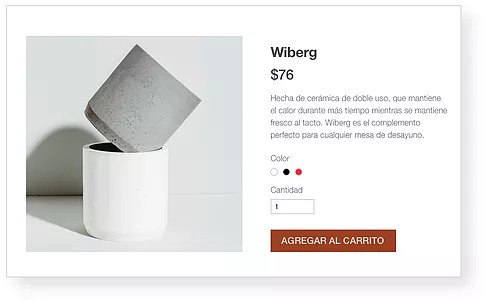 Wiberg
$76
Hecha de cerámica de doble uso, que mantiene
el calor durante más tiempo mientras se mantiene
fresco al tacto. Wiberg es el complemento
perfecto para cualquier mesa de desayuno.
Color
Cantidad
1
AGREGAR AL CARRITO